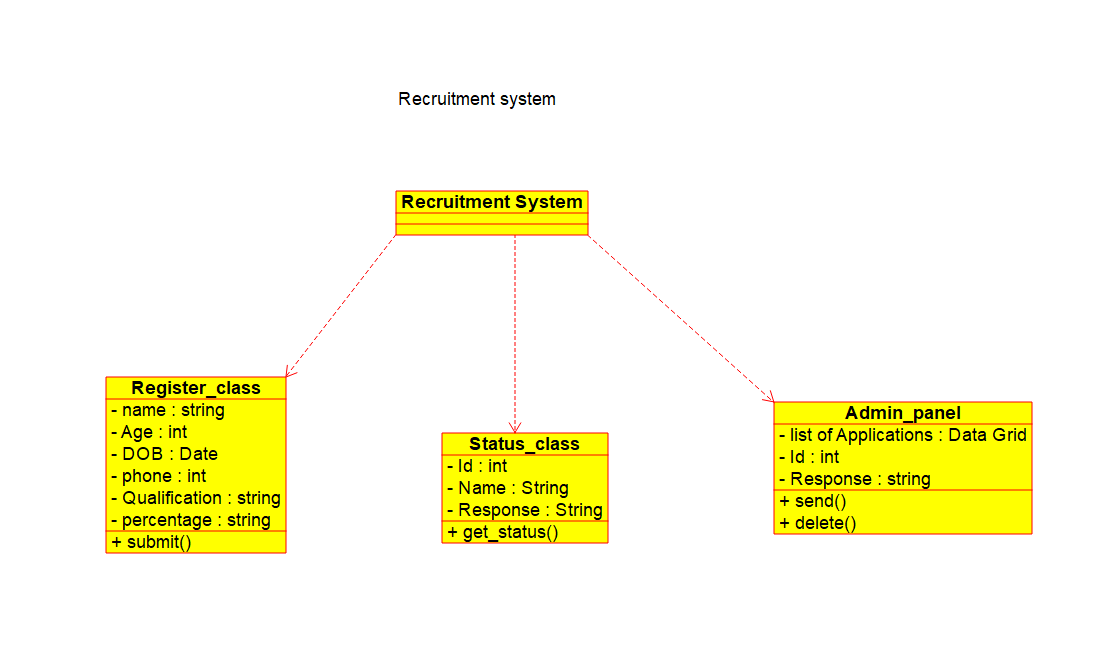 Recruitment system
Recruitment System
Register_class
- name : string
- Age : int
- DOB : Date
- phone : int
- Qualification : string
- percentage : string
+ submit()
Status_class
- Id : int
- Name : String
- Response : String
+ get_status()
Admin_panel
- list of Applications : Data Grid
- Id : int
- Response : string
+ send()
+ delete()